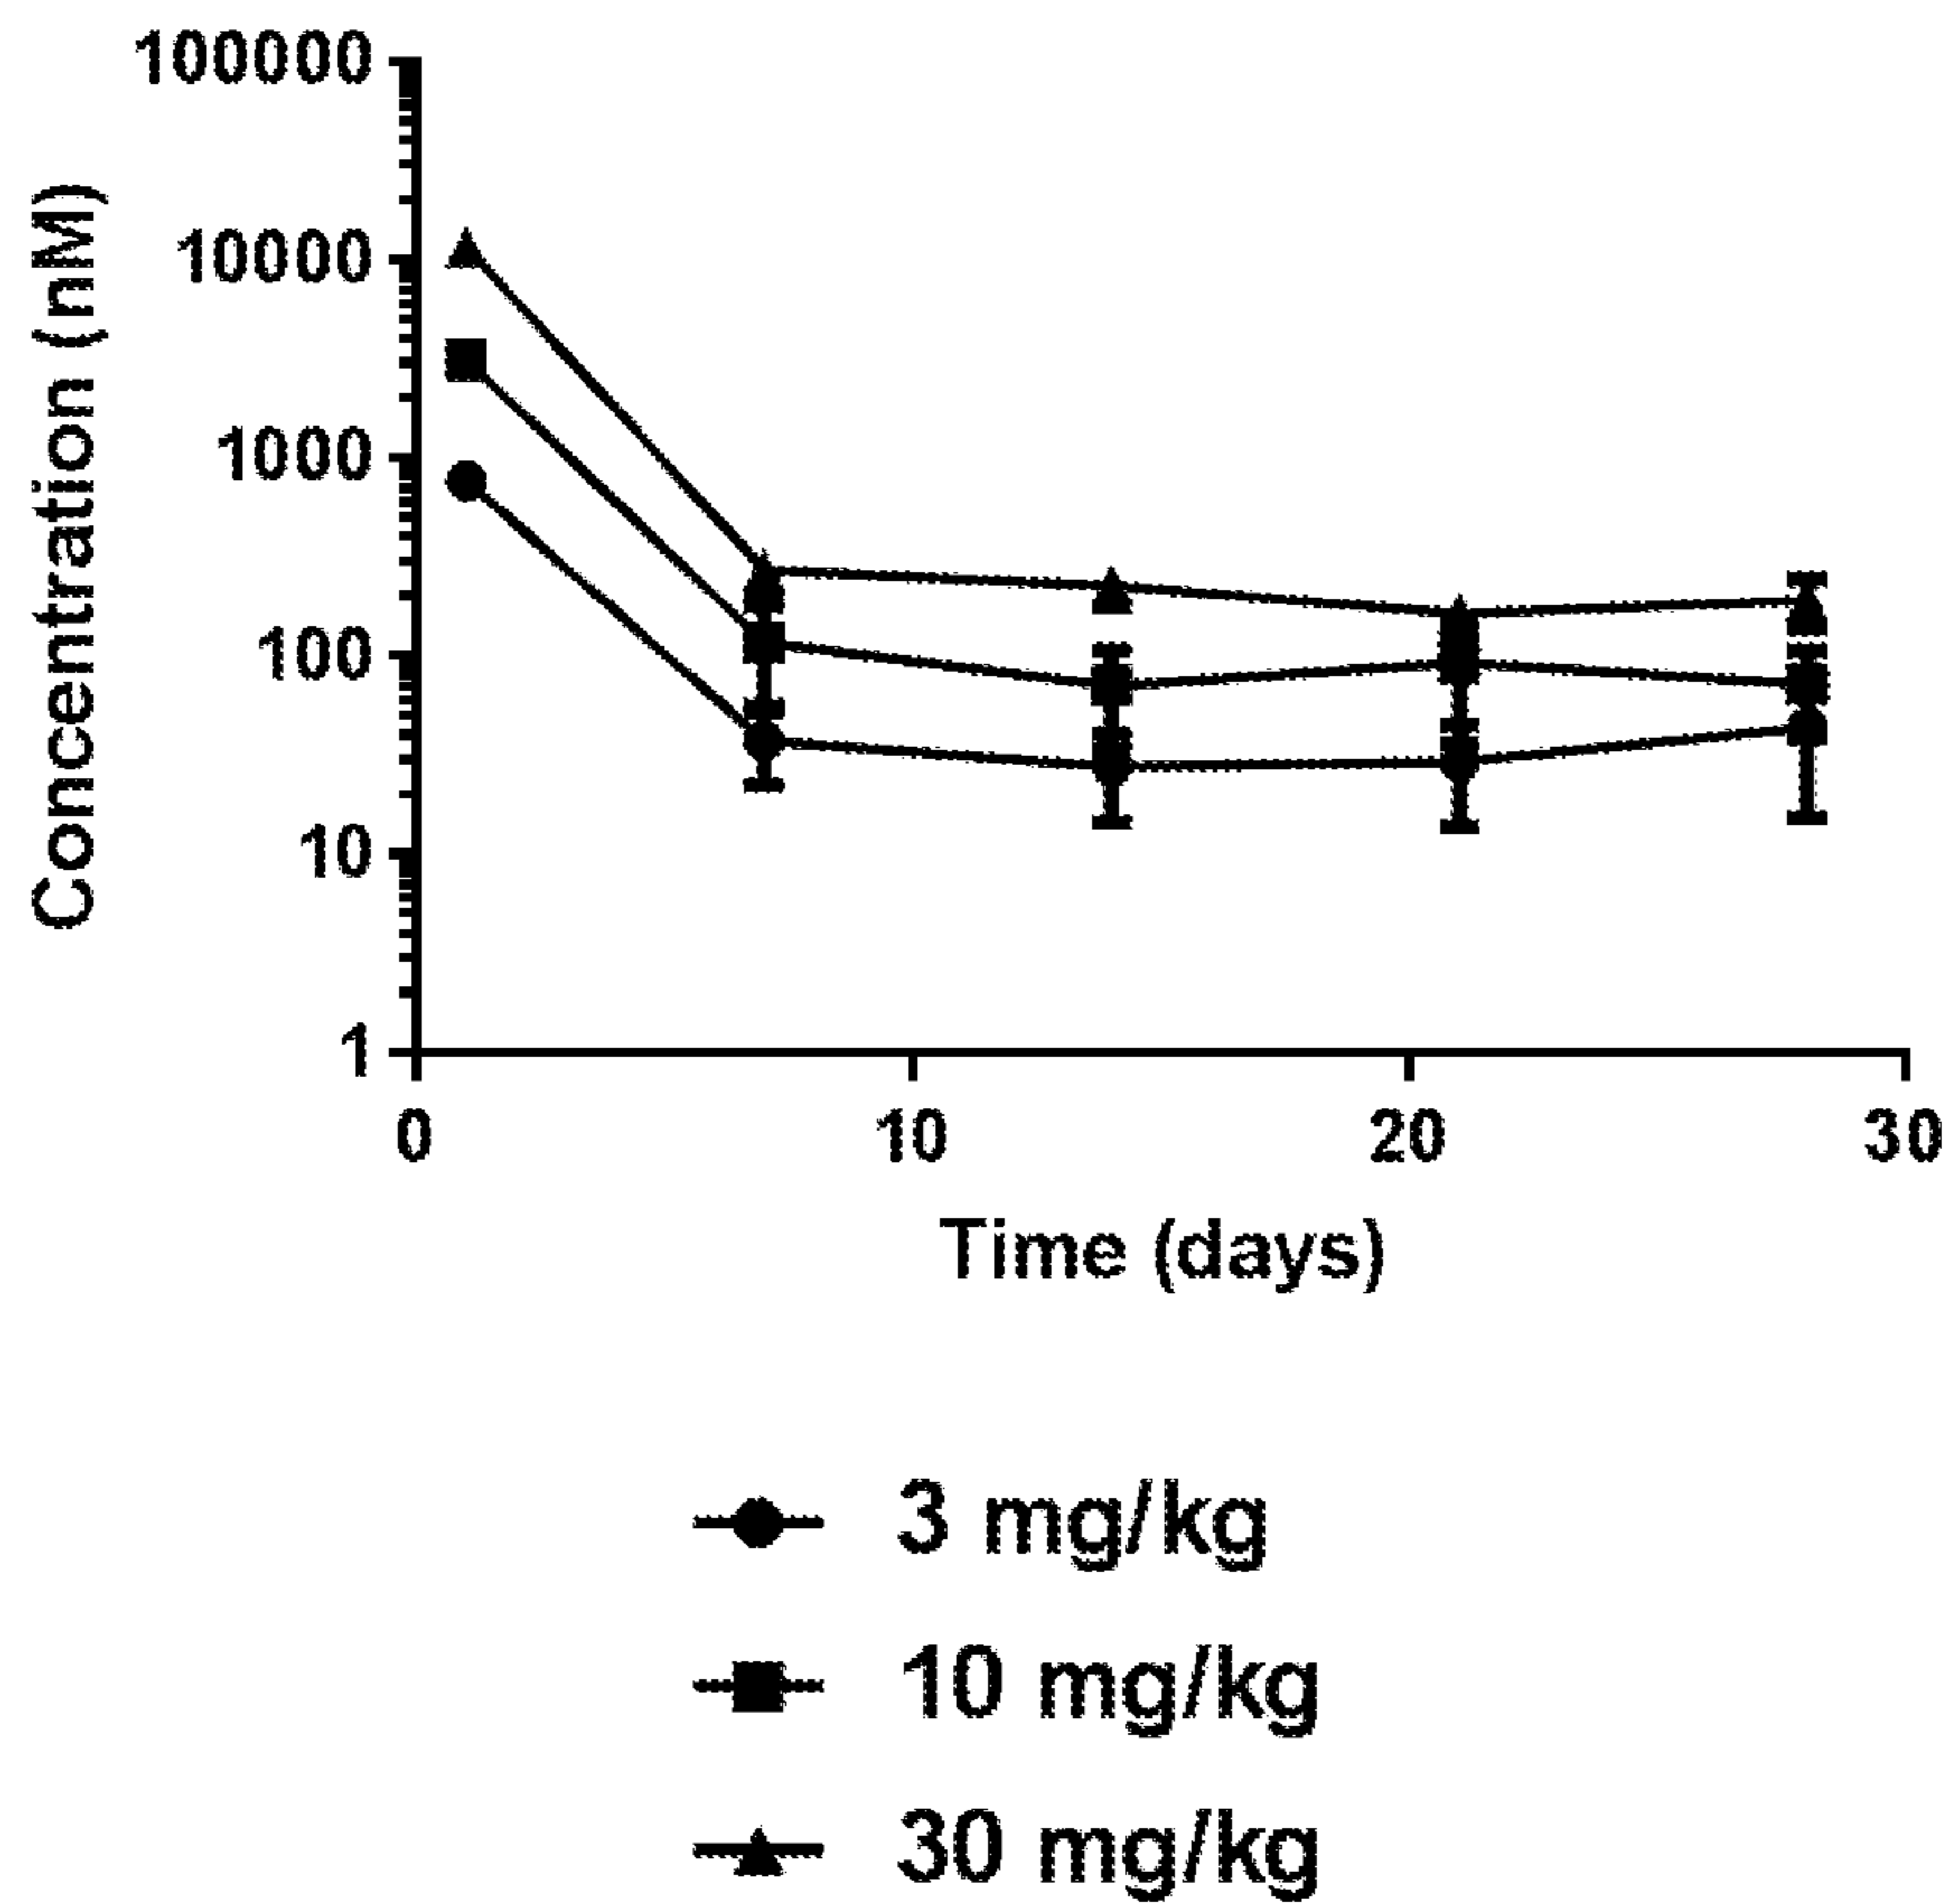 100000
10000
1000
100
10
1
Concentration (nM)
0 10 20 30
Time (days)
3 mg/kg
10 mg/kg
30 mg/kg